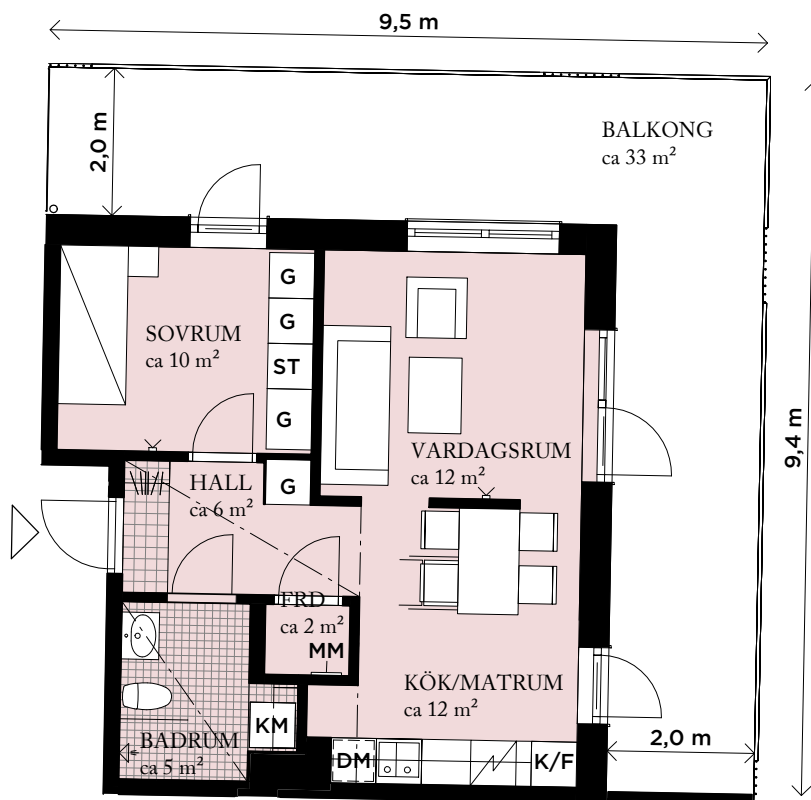 9,5 m
2,0 m
BALKONG
ca 33 m²
G
G
ST
G
SOVRUM
ca 10 m²
9,4 m
VARDAGSRUM
ca 12 m²
HALL
ca 6 m²
G
FRD
ca 2 m²
MM
KÖK/MATRUM
ca 12 m²
KM
BADRUM
ca 5 m²
2,0 m
DM
K/F